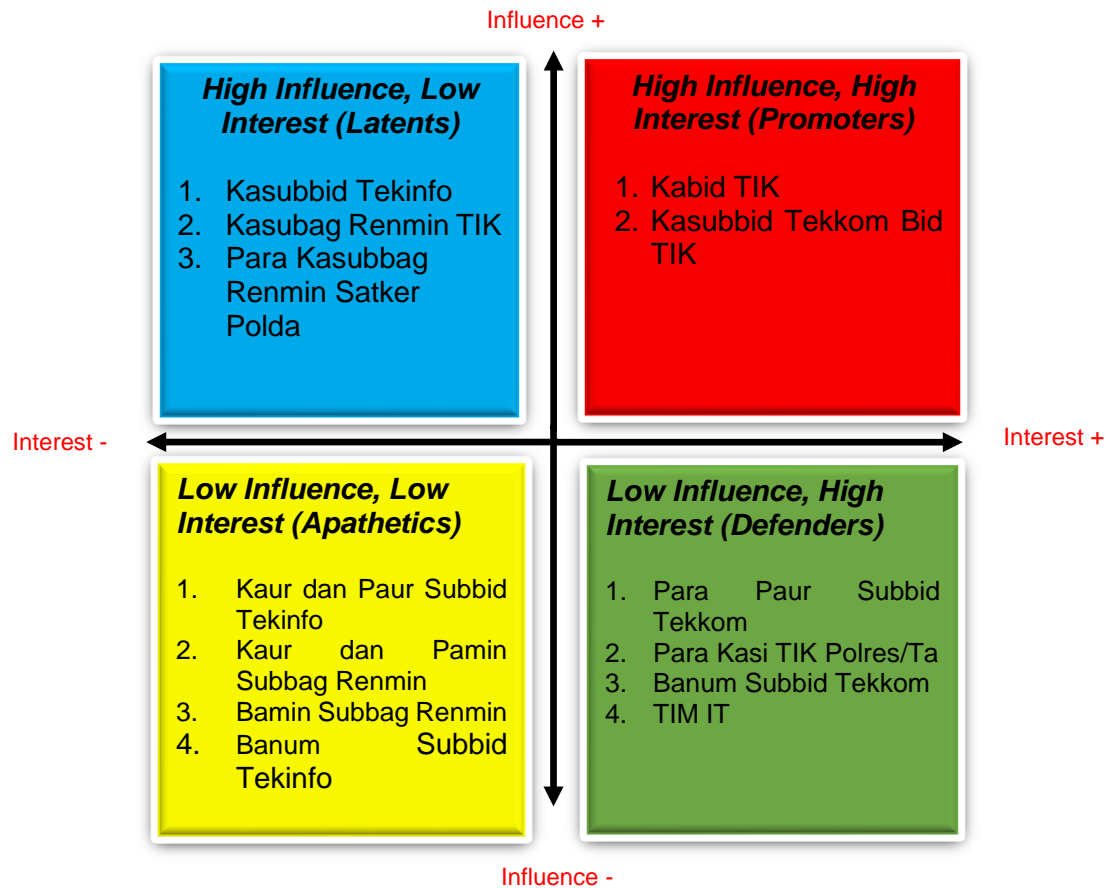 Influence +
High Influence, Low
Interest (Latents)
1. Kasubbid Tekinfo
2. Kasubag Renmin TIK
3. Para Kasubbag
Renmin Satker
Polda
High Influence, High
Interest (Promoters)
1. Kabid TIK
2. Kasubbid Tekkom Bid
TIK
Interest -
Interest +
Low Influence, Low
Interest (Apathetics)
1. Kaur dan Paur Subbid
Tekinfo
2. Kaur dan Pamin
Subbag Renmin
3. Bamin Subbag Renmin
4. Banum Subbid
Tekinfo
Low Influence, High
Interest (Defenders)
1. Para Paur Subbid
Tekkom
2. Para Kasi TIK Polres/Ta
3. Banum Subbid Tekkom
4. TIM IT
Influence -